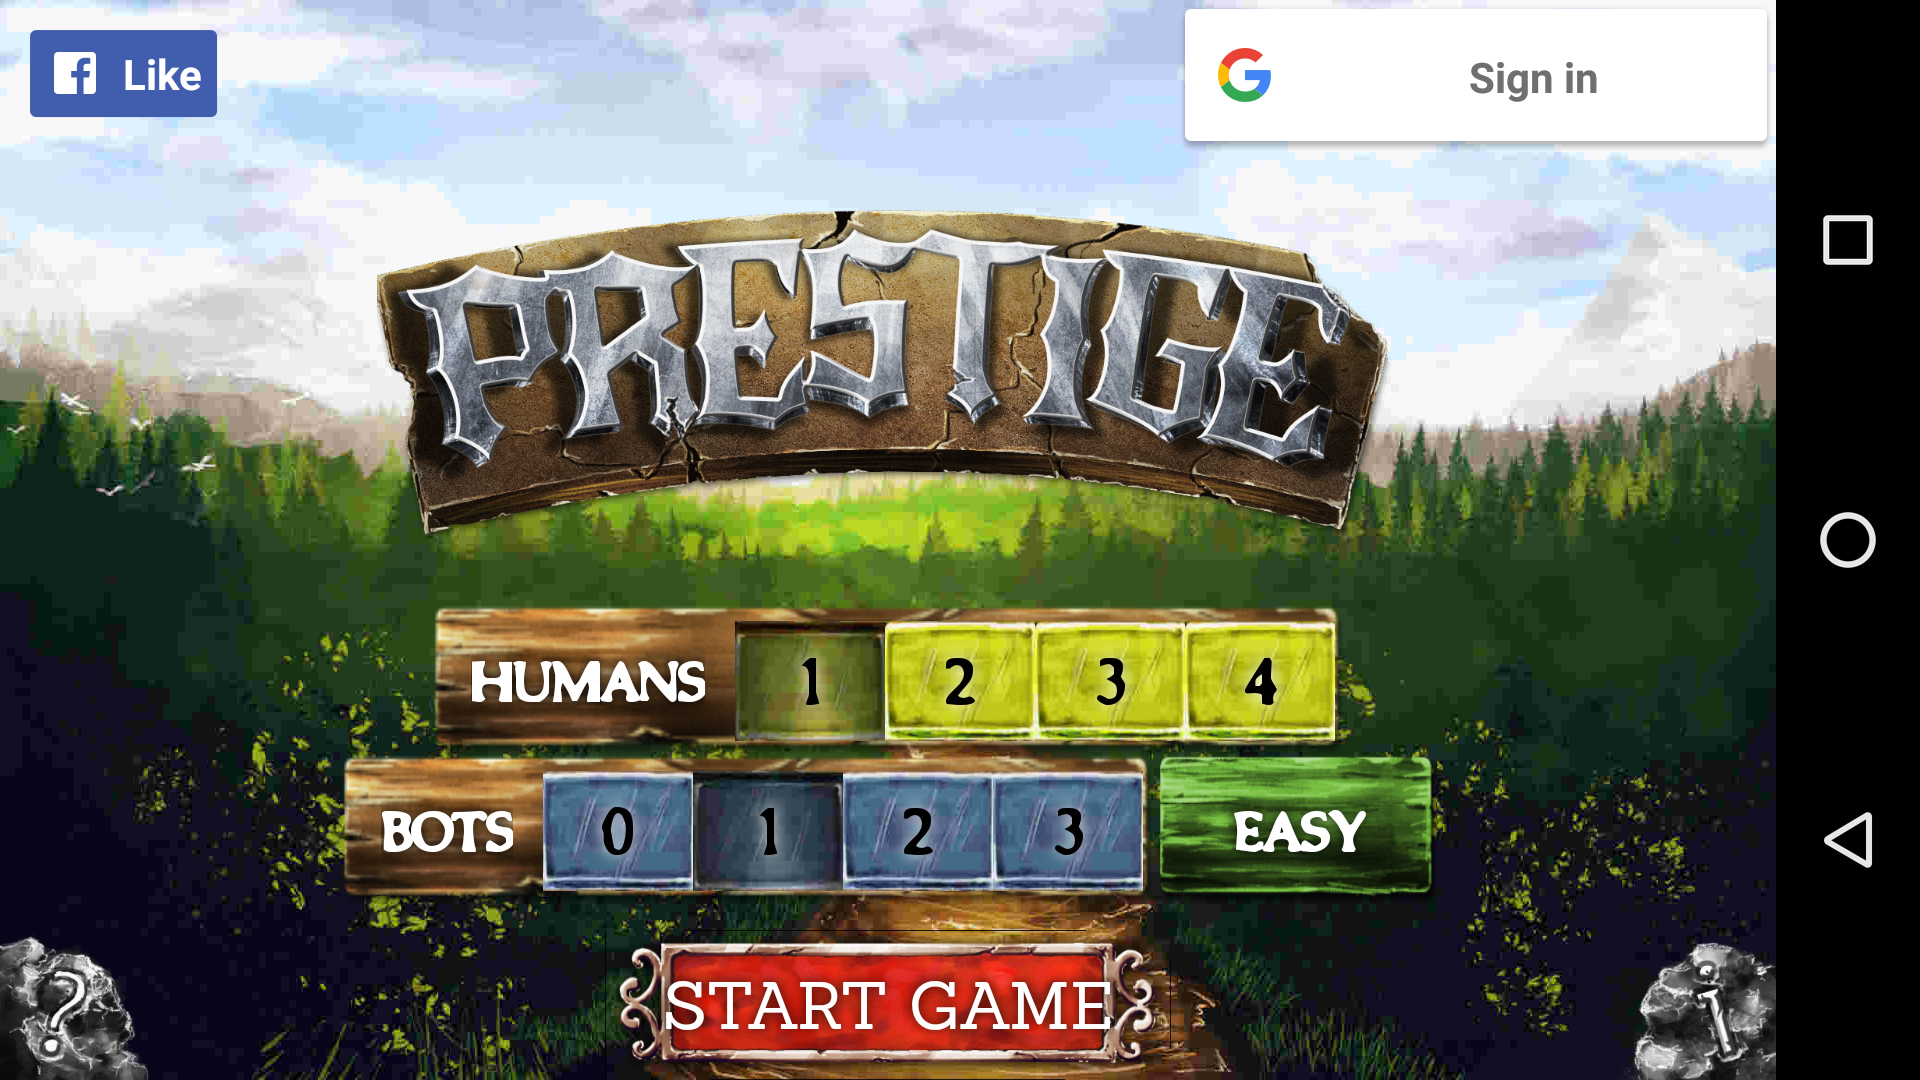 Like
Sign in
PRESTIGE
HUMANS 1 2 3 4
BOTS 0 1 2 3 EASY
? START GAME i